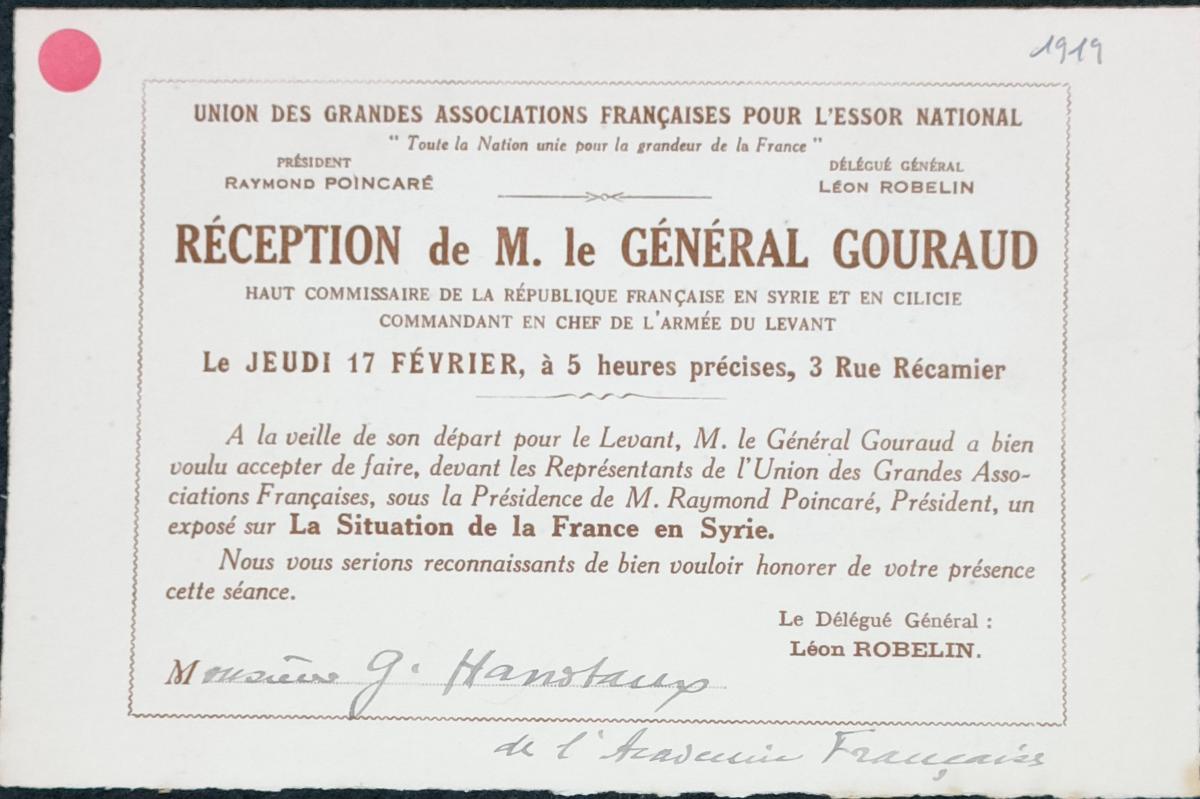 1919
UNION DES GRANDES ASSOCIATIONS FRANÇAISES POUR L'ESSOR NATIONAL
" Toute la Nation unie pour la grandeur de la France "
PRÉSIDENT
RAYMOND POINCARÉ
DÉLÉGUÉ GÉNÉRAL
LÉON ROBELIN
RÉCEPTION de M. le GÉNÉRAL GOURAUD
HAUT COMMISSAIRE DE LA RÉPUBLIQUE FRANÇAISE EN SYRIE ET EN CILICIE
COMMANDANT EN CHEF DE L'ARMÉE DU LEVANT
Le JEUDI 17 FÉVRIER, à 5 heures précises, 3 Rue Récamier
A la veille de son départ pour le Levant, M. le Général Gouraud a bien
voulu accepter de faire, devant les Représentants de l'Union des Grandes Asso-
ciations Françaises, sous la Présidence de M. Raymond Poincaré, Président, un
exposé sur La Situation de la France en Syrie.
Nous vous serions reconnaissants de bien vouloir honorer de votre présence
cette séance.
Le Délégué Général :
Léon ROBELIN.
Monsieur G. Hanotaux
de l'Academie Française